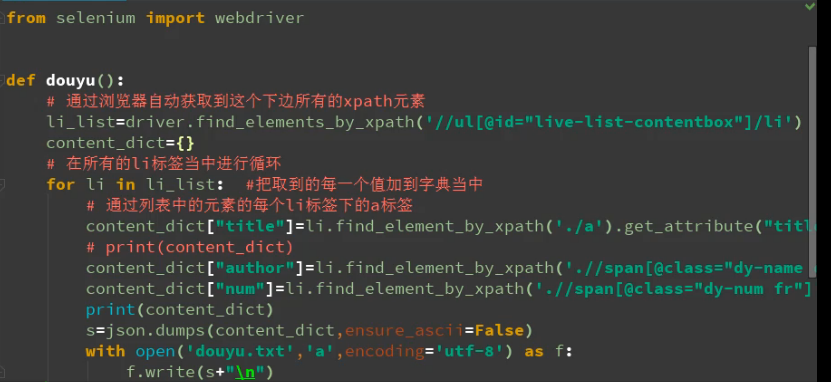 from selenium import webdriver
def douyu():
# 通过浏览器自动获取到这个下边所有的xpath元素
li_list=driver.find_elements_by_xpath('//ul[@id="live-list-contentbox"]/li')
content_dict={}
# 在所有的li标签当中进行循环
for li in li_list:  #把取到的每一个值加到字典当中
# 通过列表中的元素的每个li标签下的a标签
content_dict["title"]=li.find_element_by_xpath('./a').get_attribute("titl
# print(content_dict)
content_dict["author"]=li.find_element_by_xpath('.//span[@class="dy-name
content_dict["num"]=li.find_element_by_xpath('.//span[@class="dy-num fr"]
print(content_dict)
s=json.dumps(content_dict,ensure_ascii=False)
with open('douyu.txt','a',encoding='utf-8') as f:
f.write(s+"\n")